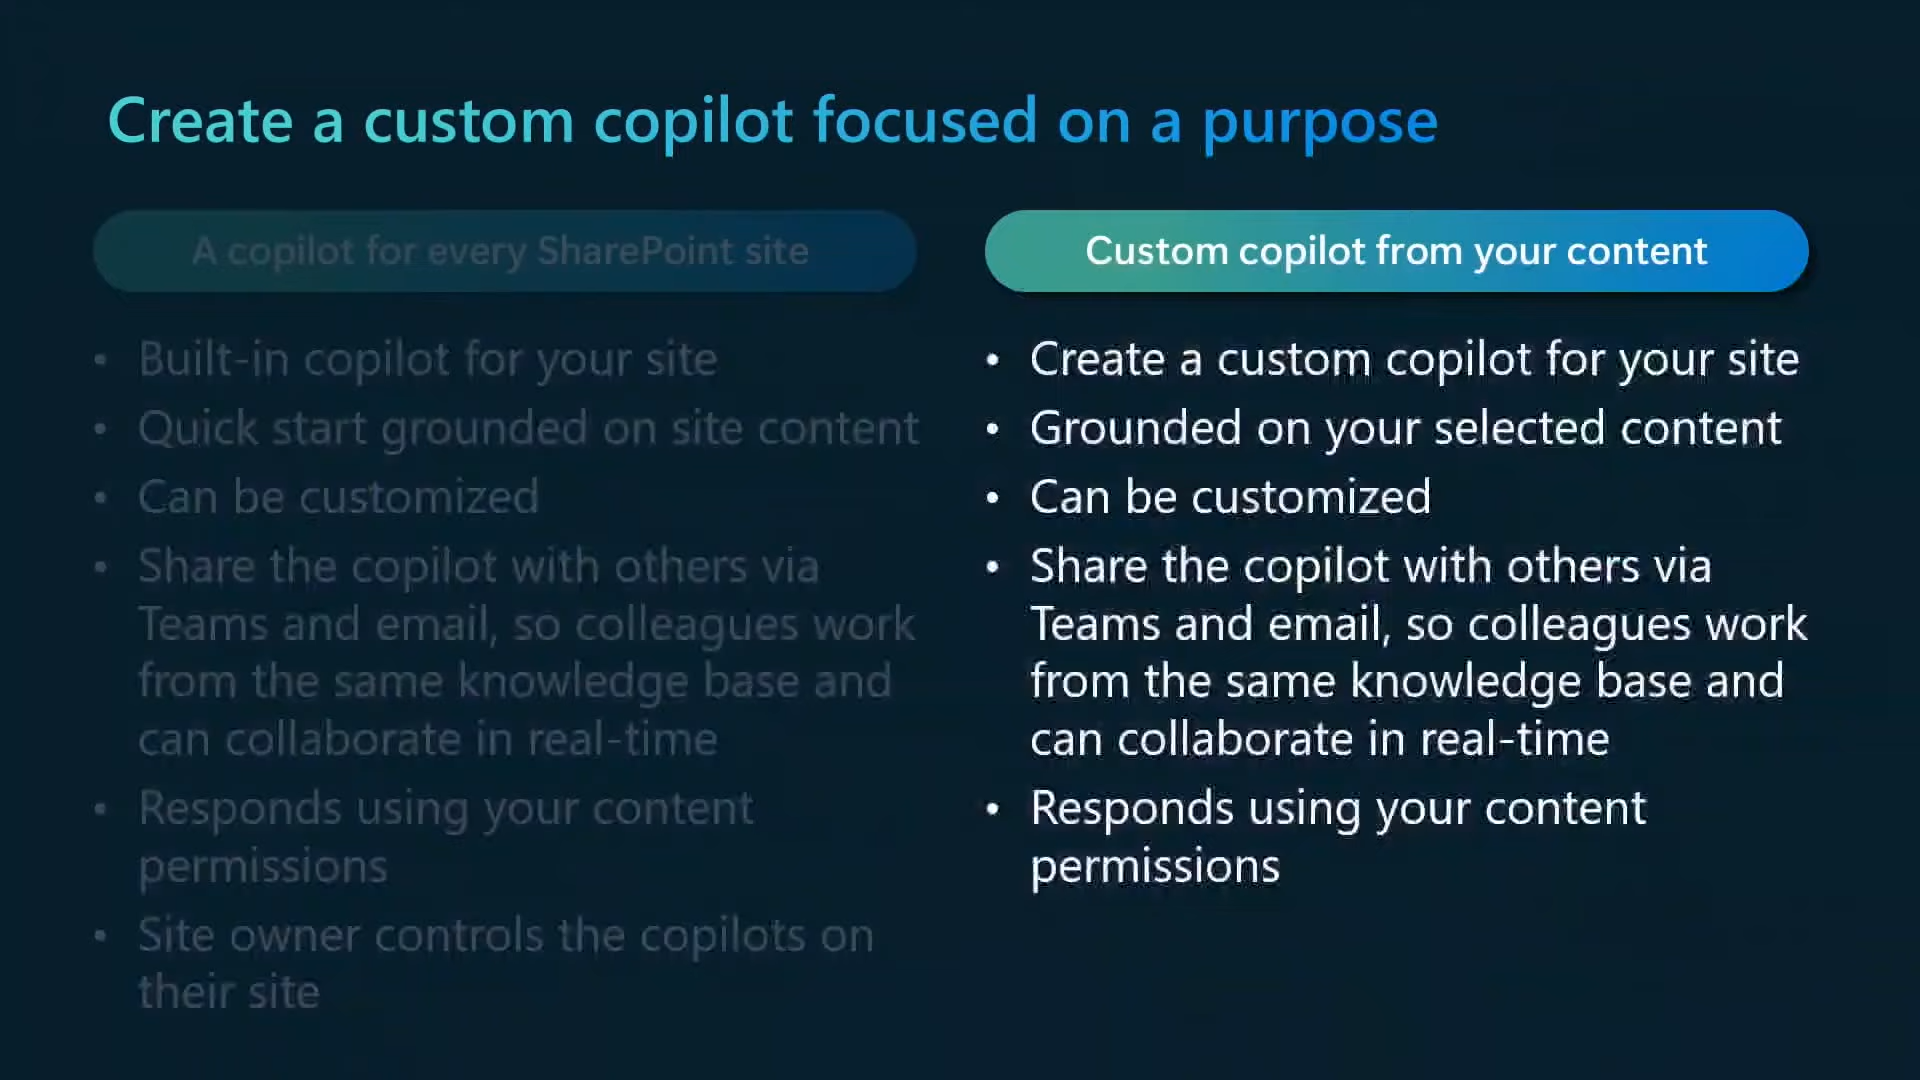 Create a custom copilot focused on a purpose
A copilot for every SharePoint site
• Built-in copilot for your site
• Quick start grounded on site content
• Can be customized
• Share the copilot with others via
Teams and email, so colleagues work
from the same knowledge base and
can collaborate in real-time
• Responds using your content
permissions
• Site owner controls the copilots on
their site
Custom copilot from your content
• Create a custom copilot for your site
• Grounded on your selected content
• Can be customized
• Share the copilot with others via
Teams and email, so colleagues work
from the same knowledge base and
can collaborate in real-time
• Responds using your content
permissions